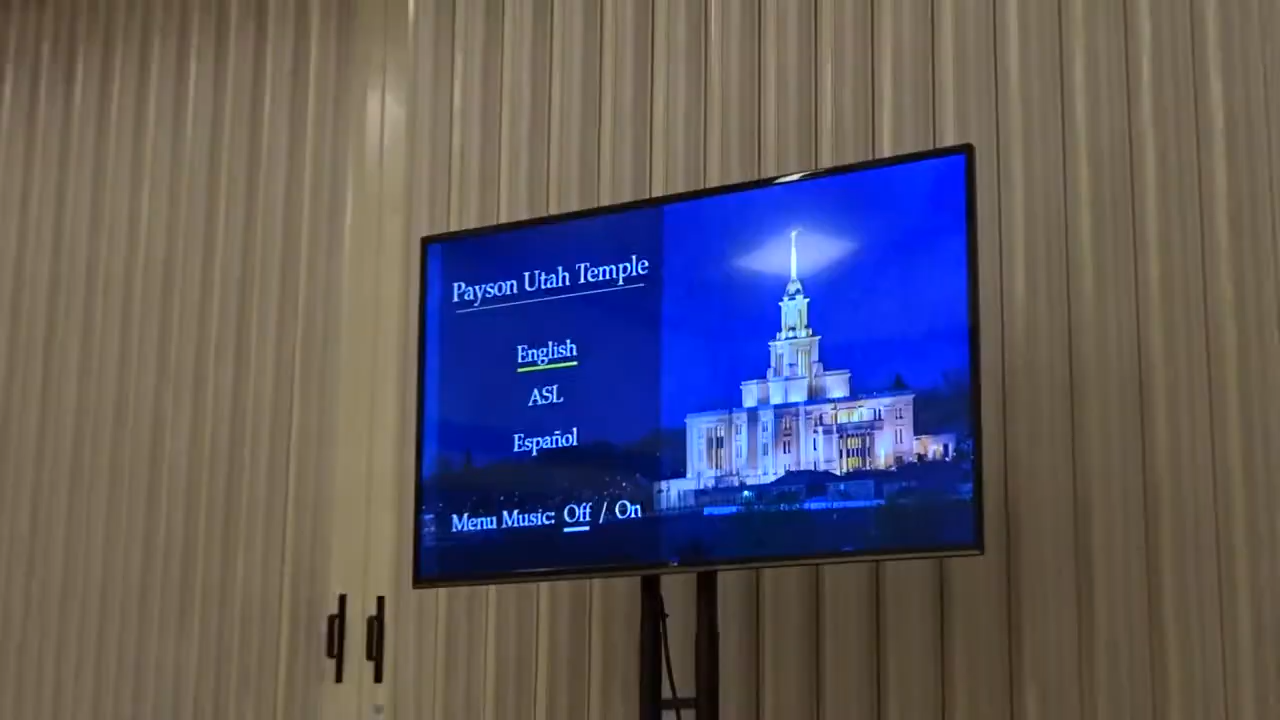 Payson Utah Temple
English
ASL
Español
Menu Music: Off / On